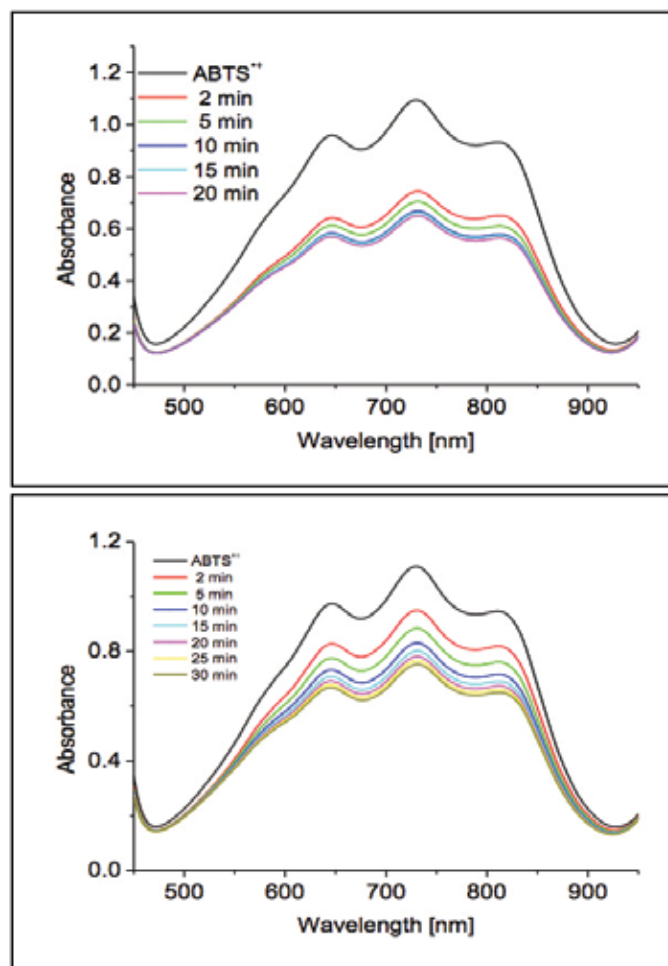 1.2
1.0
0.8
0.6
0.4
0.2
0.0
Absorbance
ABTS•+
2 min
5 min
10 min
15 min
20 min
500 600 700 800 900
Wavelength [nm]
1.2
0.8
0.4
0.0
Absorbance
ABTS•+
2 min
5 min
10 min
15 min
20 min
25 min
30 min
500 600 700 800 900
Wavelength [nm]